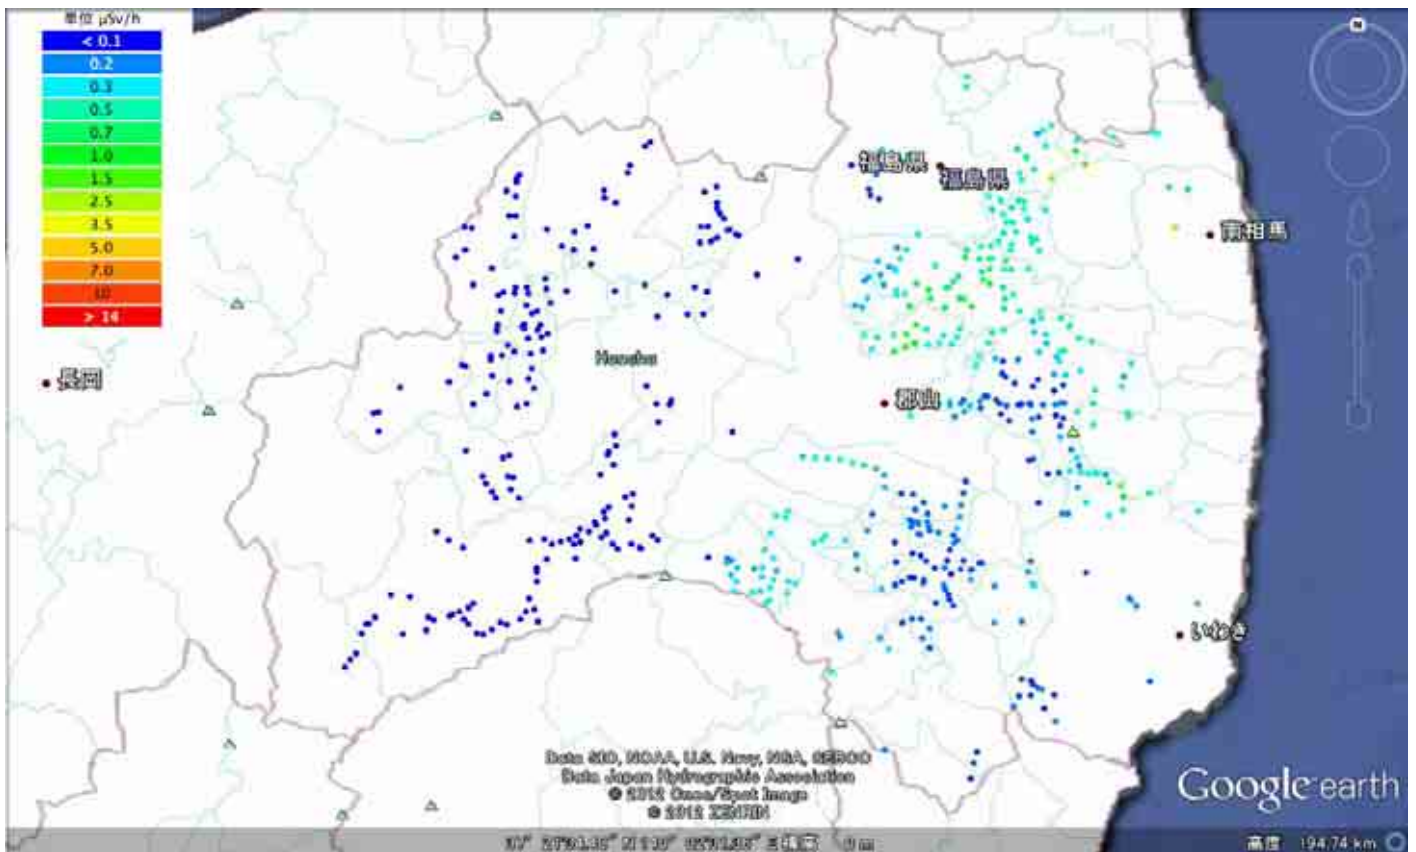 単位 μSv/h
< 0.1
0.2
0.3
0.5
0.7
1.0
1.5
2.5
3.5
5.0
7.0
10
> 14
N
福島県
福島県
南相馬
Honshu
長岡
郡山
いわき
Data SIO, NOAA, U.S. Navy, NGA, GEBCO
Data Japan Hydrographic Association
© 2012 Cnes/Spot Image
© 2012 ZENRIN
Google earth
高度 194.74 km